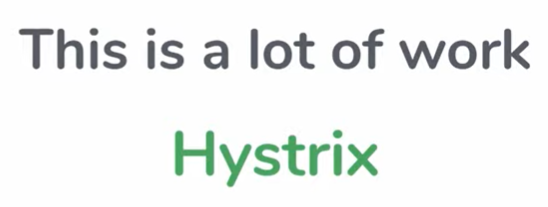 This is a lot of work
Hystrix